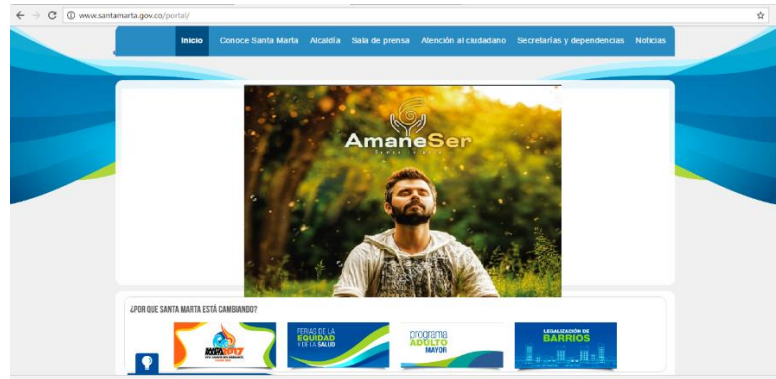 www.santamarta.gov.co/portal/
Inicio Conoce Santa Marta Alcaldía Sala de prensa Atención al ciudadano Secretarías y dependencias Noticias
AmaneSer
¿POR QUE SANTA MARTA ESTÁ CAMBIANDO?
SANTA MARTA 2017
FERIAS DE LA
EQUIDAD
Y DE LA SALUD
programa
ADULTO
MAYOR
LEGALIZACIÓN DE
BARRIOS